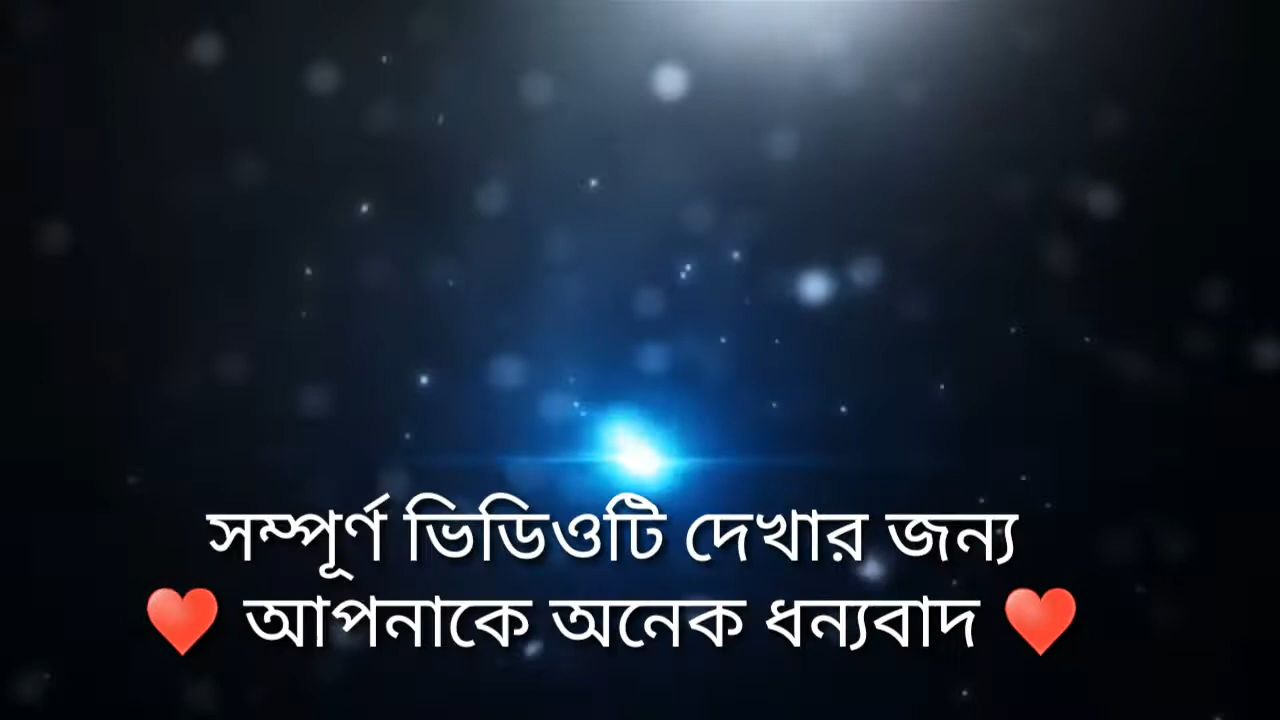 সম্পূর্ণ ভিডিওটি দেখার জন্য
❤️ আপনাকে অনেক ধন্যবাদ ❤️